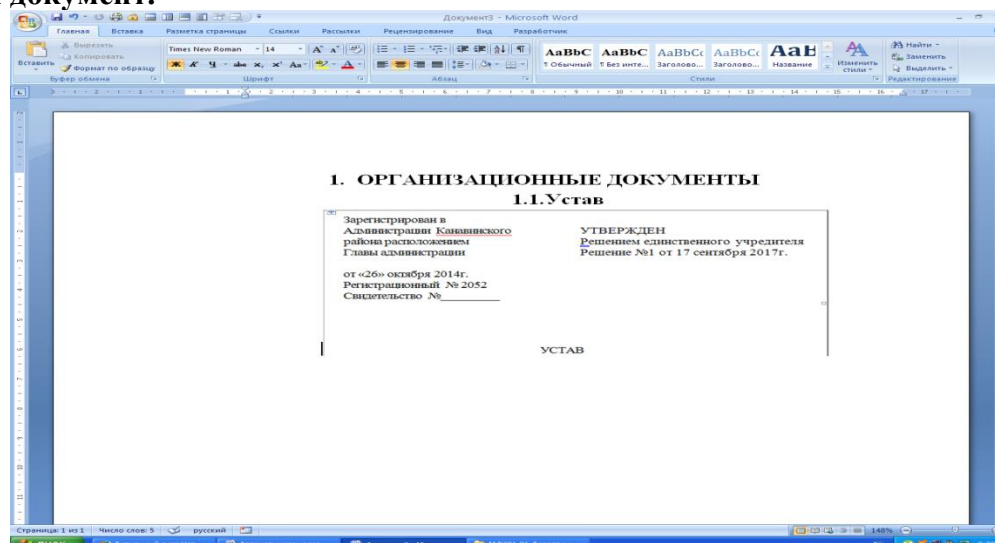 документ.
Документ3 - Microsoft Word
Главная Вставка Разметка страницы Ссылки Рассылки Рецензирование Вид Разработчик
Вставить
Вырезать
Копировать
Формат по образцу
Буфер обмена
Times New Roman 14
Шрифт
Абзац
AaBbC AaBbC AaBbCc AaBbCc АаЬ
¶ Обычный ¶ Без инте... Заголово... Заголово... Название
Изменить стили
Стили
Найти
Заменить
Выделить
Редактирование
1. ОРГАНИЗАЦИОННЫЕ ДОКУМЕНТЫ
1.1.Устав
Зарегистрирован в
Администрации Канавинского
района расположением
Главы администрации
от «26» октября 2014г.
Регистрационный № 2052
Свидетельство №__________
УТВЕРЖДЕН
Решением единственного учредителя
Решение №1 от 17 сентября 2017г.
УСТАВ
Страница: 1 из 1 Число слов: 5 русский 148%